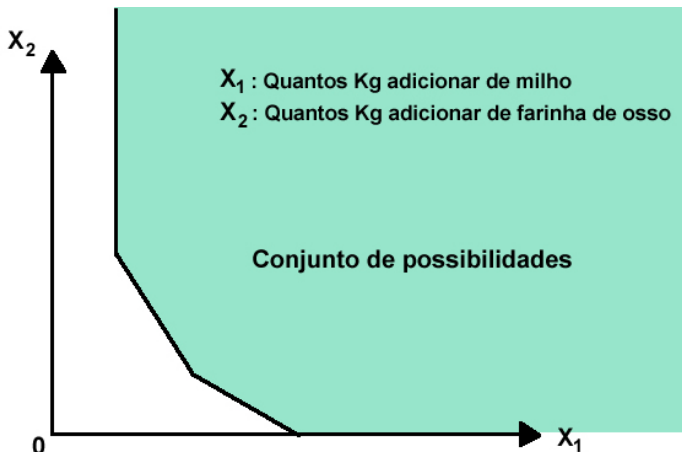 X2
X1 : Quantos Kg adicionar de milho
X2 : Quantos Kg adicionar de farinha de osso
Conjunto de possibilidades
0
X1